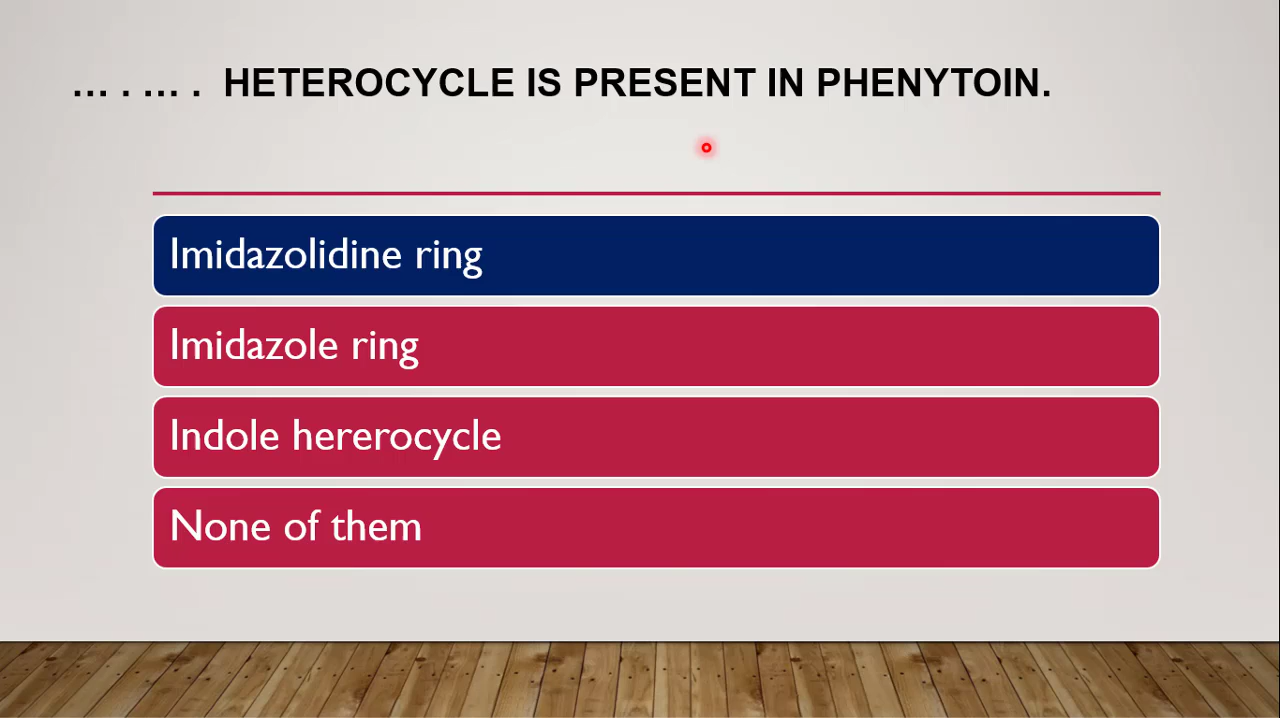 ... . ... . HETEROCYCLE IS PRESENT IN PHENYTOIN.
Imidazolidine ring
Imidazole ring
Indole hererocycle
None of them